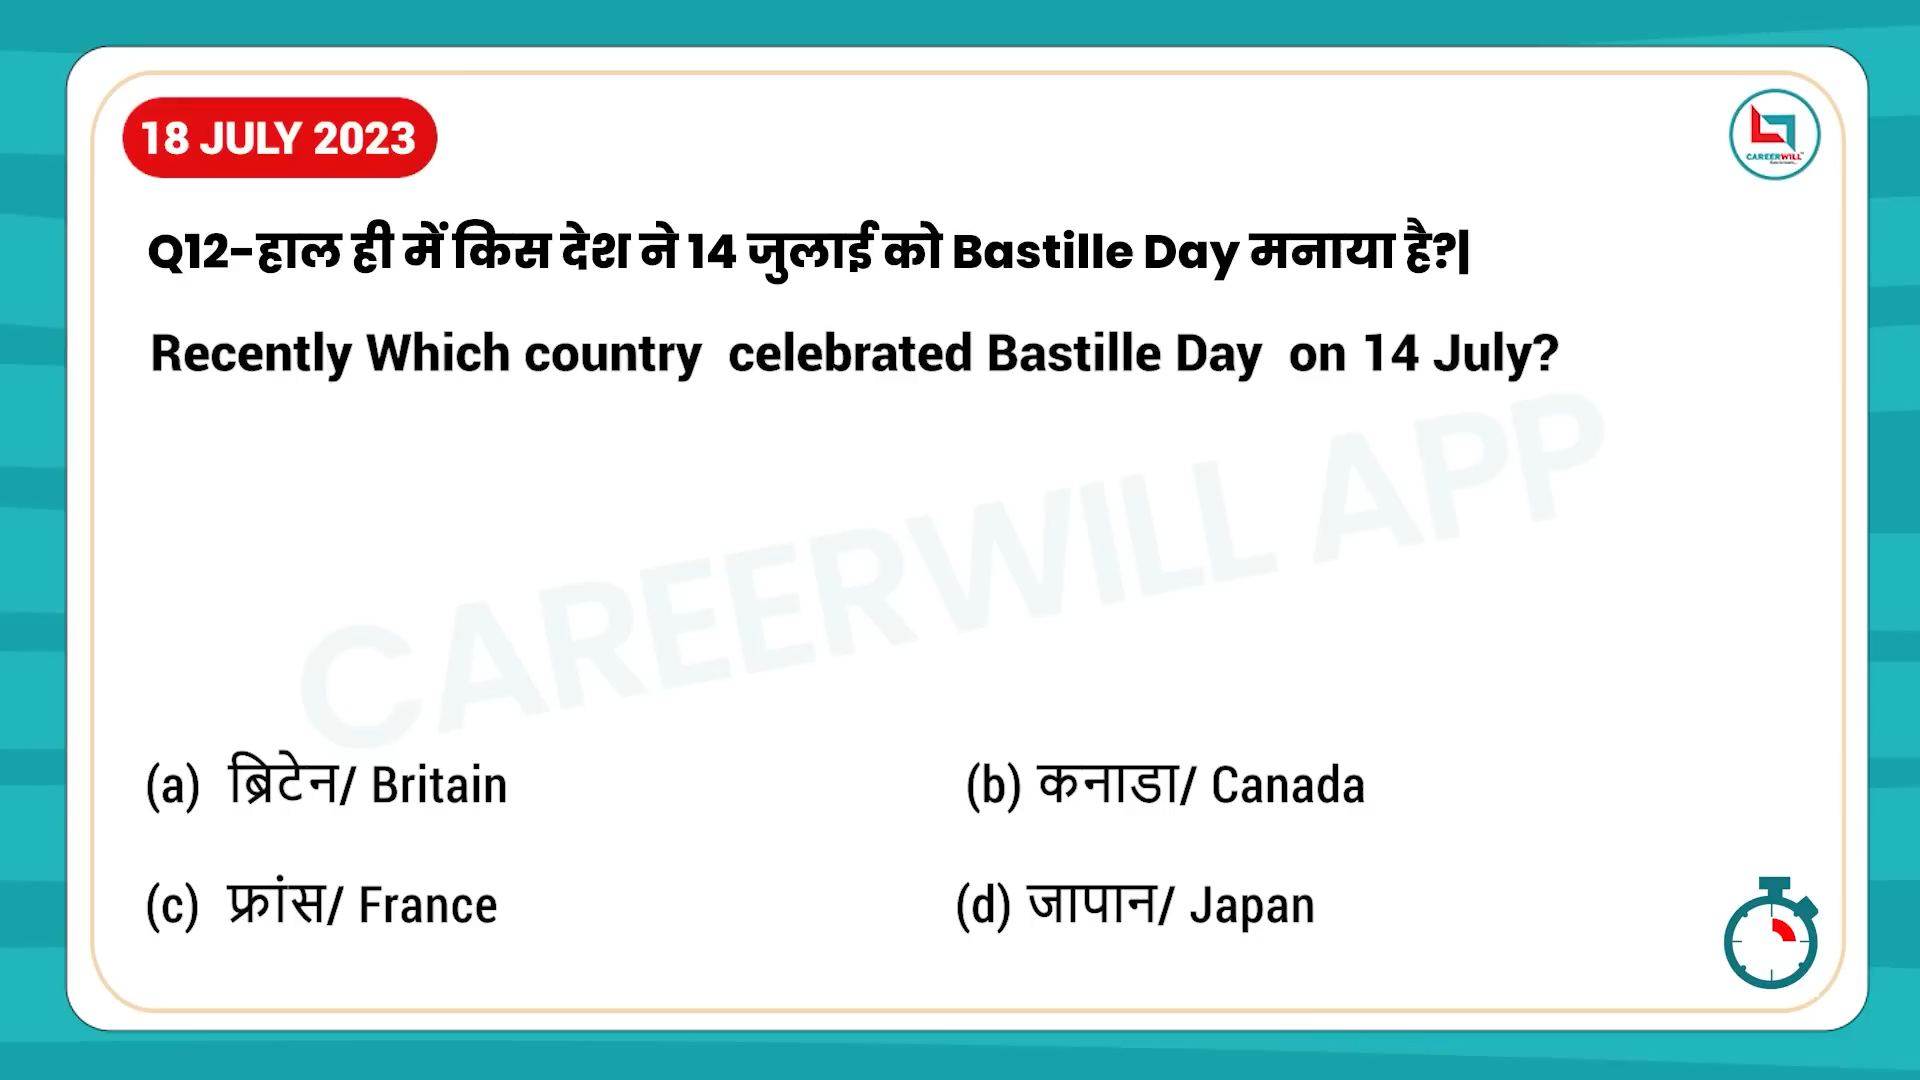 18 JULY 2023
CAREERWILL
Q12-हाल ही में किस देश ने 14 जुलाई को Bastille Day मनाया है?|
Recently Which country celebrated Bastille Day on 14 July?
CAREERWILL APP
(a) ब्रिटेन/ Britain
(b) कनाडा/ Canada
(c) फ्रांस/ France
(d) जापान/ Japan